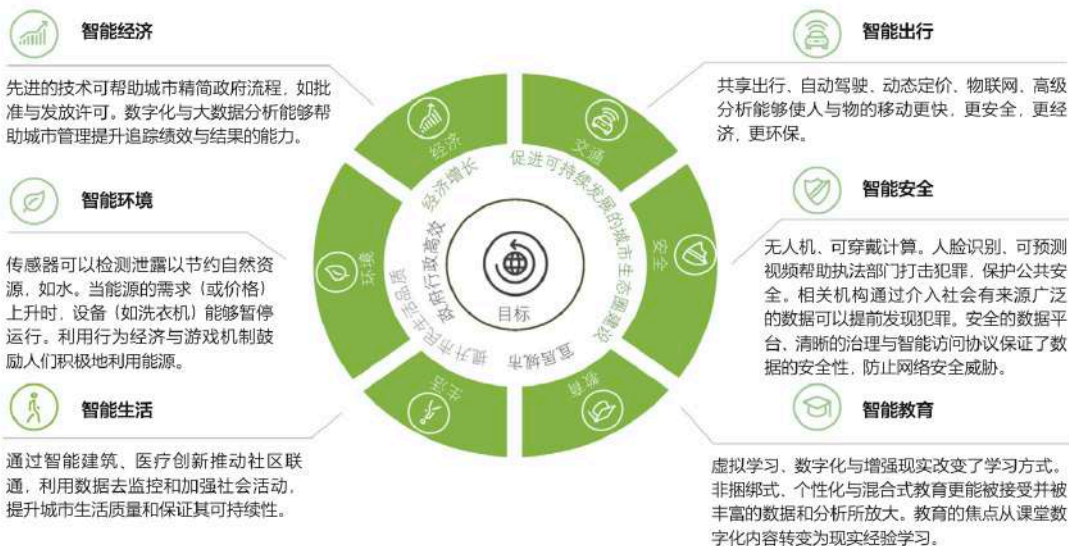 智能经济
先进的技术可帮助城市精简政府流程，如批
准与发放许可。数字化与大数据分析能够帮
助城市管理提升追踪绩效与结果的能力。
智能环境
传感器可以检测泄露以节约自然资
源，如水。当能源的需求（或价格）
上升时，设备（如洗衣机）能够暂停
运行。利用行为经济与游戏机制鼓
励人们积极地利用能源。
智能生活
通过智能建筑、医疗创新推动社区联
通，利用数据去监控和加强社会活动，
提升城市生活质量和保证其可持续性。
经济
交通
安全
教育
生活
环境
经济增长
促进可持续发展的城市生态圈建设
宜居城市
提升市民生活品质
政府行政高效
目标
智能出行
共享出行、自动驾驶、动态定价、物联网、高级
分析能够使人与物的移动更快，更安全，更经
济，更环保。
智能安全
无人机、可穿戴计算。人脸识别、可预测
视频帮助执法部门打击犯罪，保护公共安
全。相关机构通过介入社会有来源广泛
的数据可以提前发现犯罪。安全的数据平
台、清晰的治理与智能访问协议保证了数
据的安全性，防止网络安全威胁。
智能教育
虚拟学习、数字化与增强现实改变了学习方式。
非捆绑式、个性化与混合式教育更能被接受并被
丰富的数据和分析所放大。教育的焦点从课堂数
字化内容转变为现实经验学习。